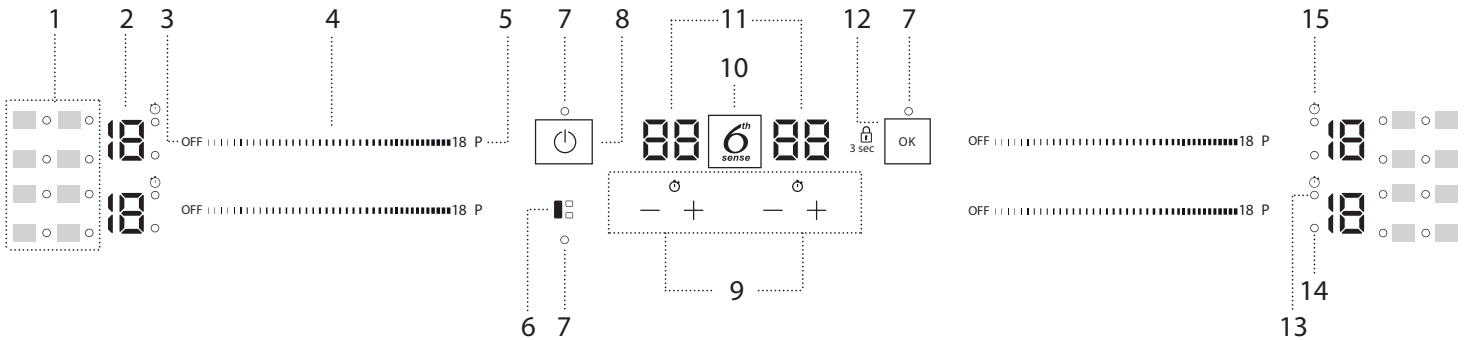 1 2 3 4 5 7 8 11 12 7 15
10
18 OFF 18 P 88 6th sense 88 3 sec OK OFF 18 P 18
18 OFF 18 P OFF 18 P 18
9
6 7 13 14